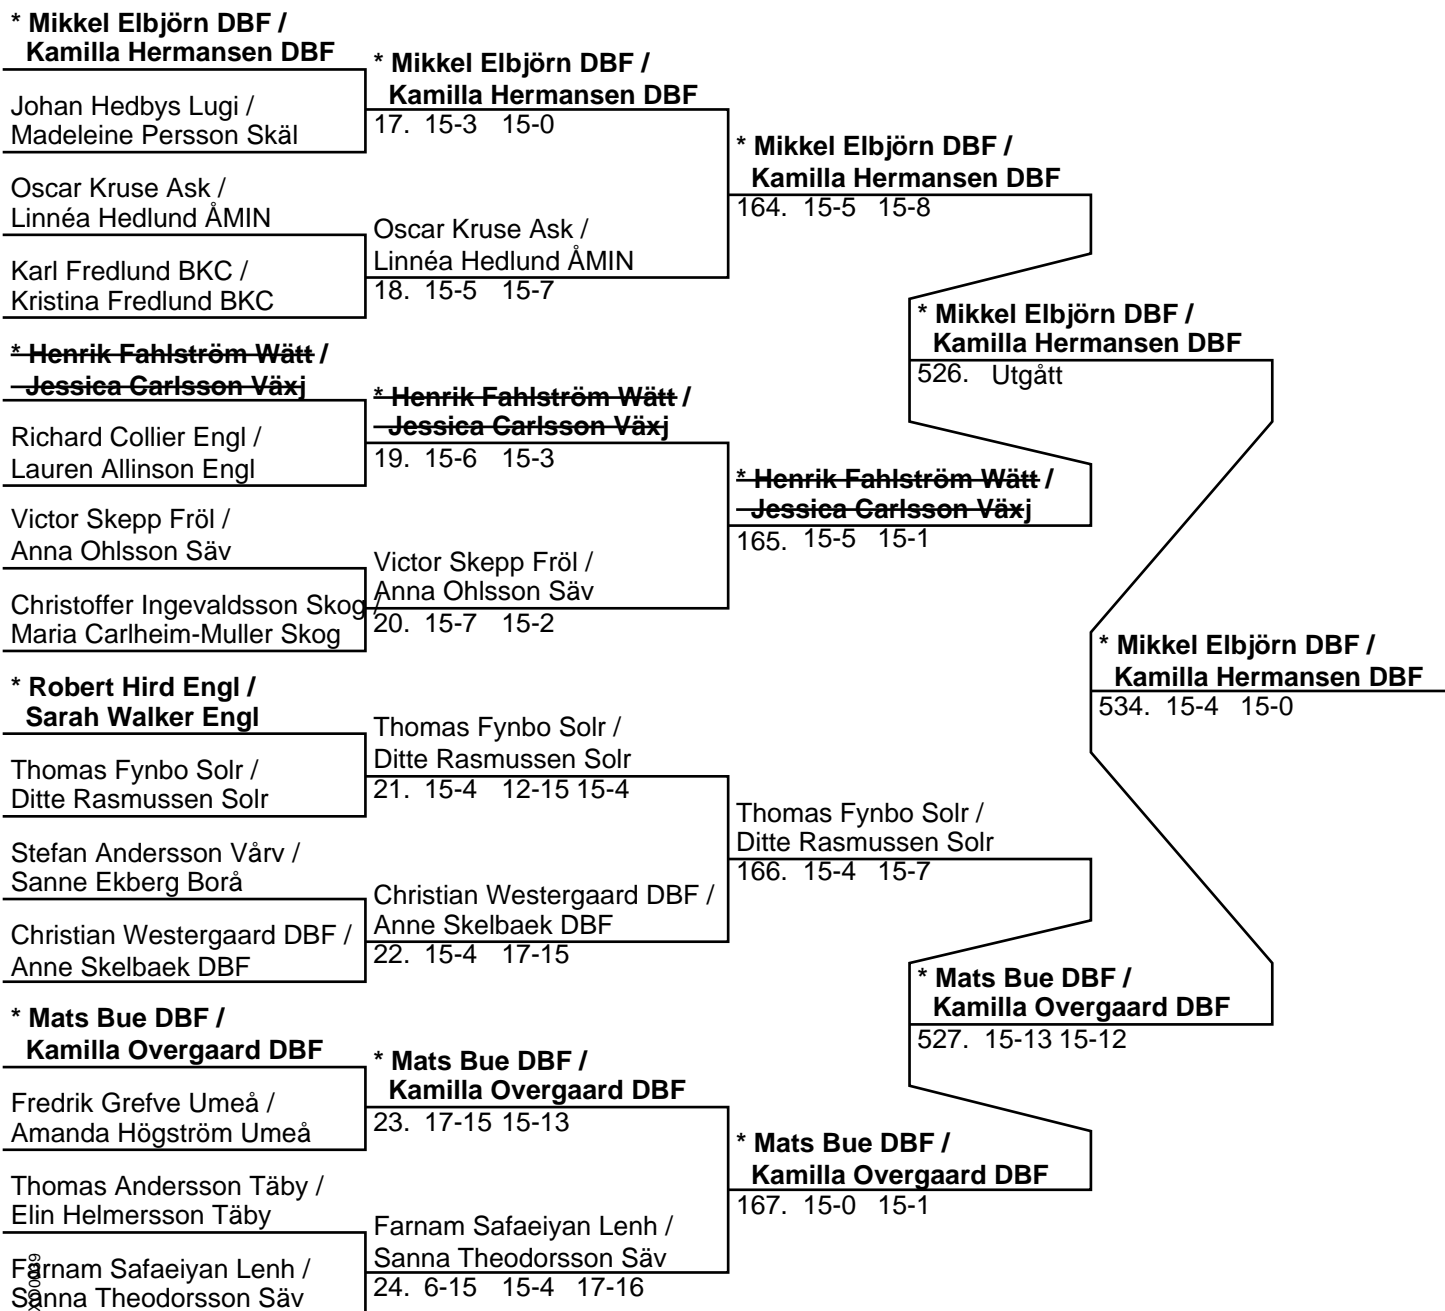 * Mikkel Elbjörn DBF /
Kamilla Hermansen DBF
Johan Hedbys Lugi /
Madeleine Persson Skäl
Oscar Kruse Ask /
Linnéa Hedlund ÅMIN
Karl Fredlund BKC /
Kristina Fredlund BKC
* Henrik Fahlström Wätt /
Jessica Carlsson Växj
Richard Collier Engl /
Lauren Allinson Engl
Victor Skepp Fröl /
Anna Ohlsson Säv
Christoffer Ingevaldsson Skog /
Maria Carlheim-Muller Skog
* Robert Hird Engl /
Sarah Walker Engl
Thomas Fynbo Solr /
Ditte Rasmussen Solr
Stefan Andersson Vårv /
Sanne Ekberg Borå
Christian Westergaard DBF /
Anne Skelbaek DBF
* Mats Bue DBF /
Kamilla Overgaard DBF
Fredrik Grefve Umeå /
Amanda Högström Umeå
Thomas Andersson Täby /
Elin Helmersson Täby
Farnam Safaeiyan Lenh /
Sanna Theodorsson Säv
* Mikkel Elbjörn DBF /
Kamilla Hermansen DBF
17. 15-3 15-0
Oscar Kruse Ask /
Linnéa Hedlund ÅMIN
18. 15-5 15-7
* Henrik Fahlström Wätt /
Jessica Carlsson Växj
19. 15-6 15-3
Victor Skepp Fröl /
Anna Ohlsson Säv
20. 15-7 15-2
Thomas Fynbo Solr /
Ditte Rasmussen Solr
21. 15-4 12-15 15-4
Christian Westergaard DBF /
Anne Skelbaek DBF
22. 15-4 17-15
* Mats Bue DBF /
Kamilla Overgaard DBF
23. 17-15 15-13
Farnam Safaeiyan Lenh /
Sanna Theodorsson Säv
24. 6-15 15-4 17-16
* Mikkel Elbjörn DBF /
Kamilla Hermansen DBF
164. 15-5 15-8
* Henrik Fahlström Wätt /
Jessica Carlsson Växj
165. 15-5 15-1
Thomas Fynbo Solr /
Ditte Rasmussen Solr
166. 15-4 15-7
* Mats Bue DBF /
Kamilla Overgaard DBF
167. 15-0 15-1
* Mikkel Elbjörn DBF /
Kamilla Hermansen DBF
526. Utgått
* Mats Bue DBF /
Kamilla Overgaard DBF
527. 15-13 15-12
* Mikkel Elbjörn DBF /
Kamilla Hermansen DBF
534. 15-4 15-0